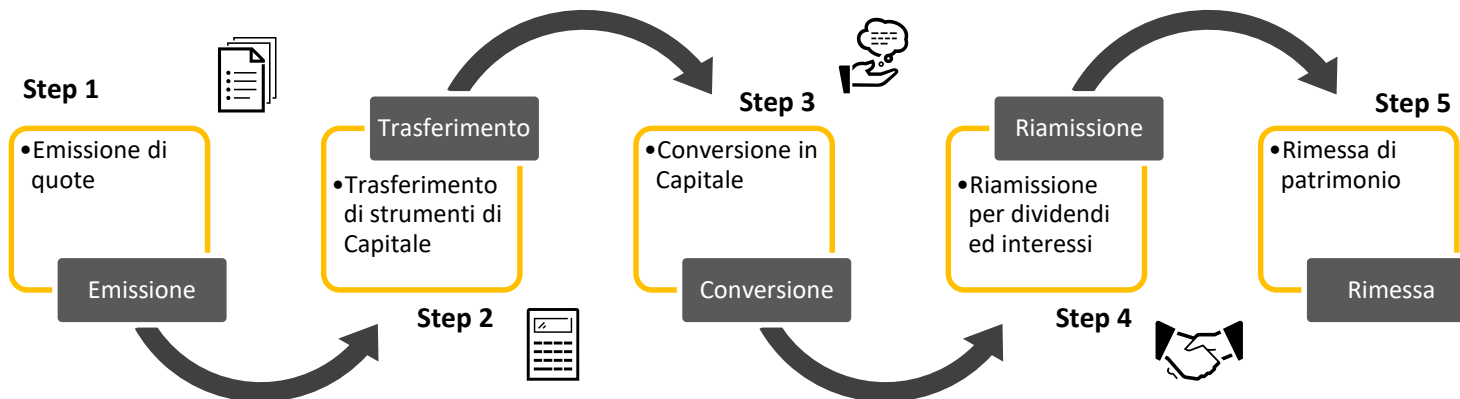 Step 1
•Emissione di
quote
Emissione
Trasferimento
•Trasferimento
di strumenti di
Capitale
Step 2
Step 3
•Conversione in
Capitale
Conversione
Riamissione
•Riamissione
per dividendi
ed interessi
Step 4
Step 5
•Rimessa di
patrimonio
Rimessa